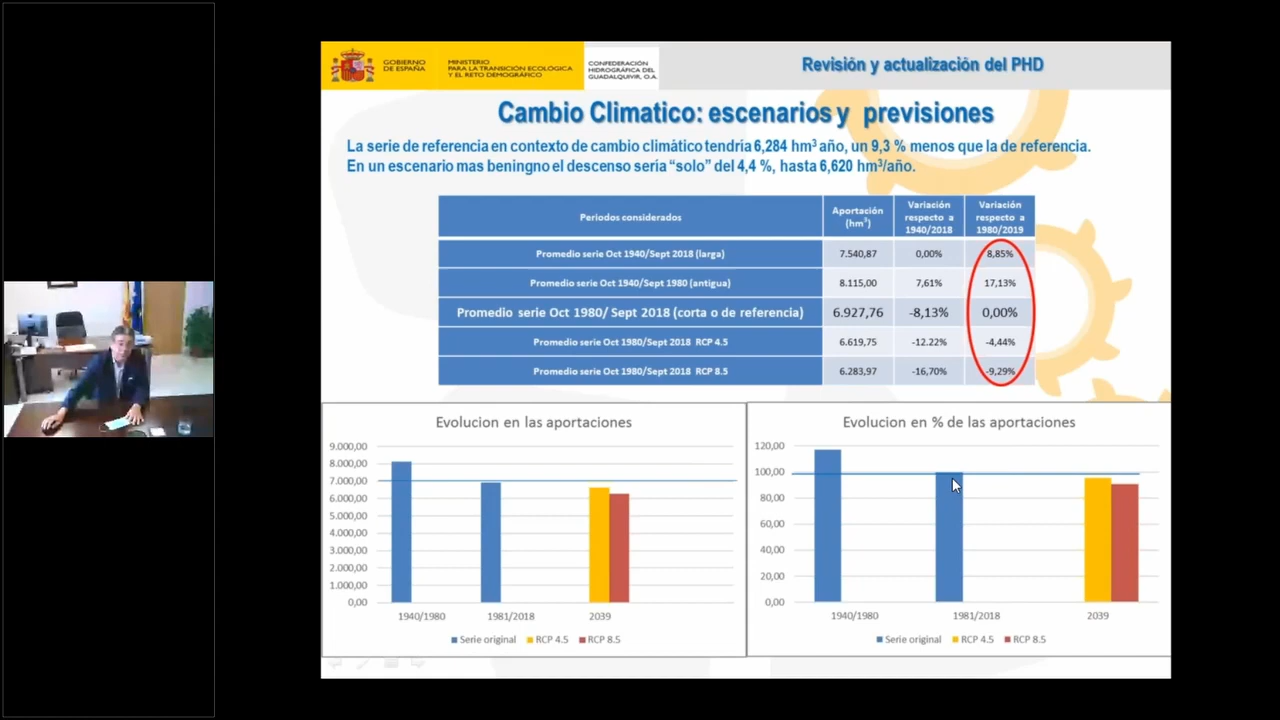 GOBIERNO
DE ESPAÑA
MINISTERIO
PARA LA TRANSICIÓN ECOLÓGICA
Y EL RETO DEMOGRÁFICO
CONFEDERACIÓN
HIDROGRÁFICA DEL
GUADALQUIVIR, O.A.
Revisión y actualización del PHD
Cambio Climatico: escenarios y previsiones
La serie de referencia en contexto de cambio climático tendría 6,284 hm³ año, un 9,3 % menos que la de referencia.
En un escenario mas beningno el descenso sería “solo” del 4,4 %, hasta 6,620 hm³/año.
Periodos considerados
Aportación
(hm³)
Variación
respecto a
1940/2018
Variación
respecto a
1980/2019
Promedio serie Oct 1940/Sept 2018 (larga) 7.540,87 0,00% 8,85%
Promedio serie Oct 1940/Sept 1980 (antigua) 8.115,00 7,61% 17,13%
Promedio serie Oct 1980/ Sept 2018 (corta o de referencia) 6.927,76 -8,13% 0,00%
Promedio serie Oct 1980/Sept 2018 RCP 4.5 6.619,75 -12.22% -4,44%
Promedio serie Oct 1980/Sept 2018 RCP 8.5 6.283,97 -16,70% -9,29%
Evolucion en las aportaciones
9.000,00
8.000,00
7.000,00
6.000,00
5.000,00
4.000,00
3.000,00
2.000,00
1.000,00
0,00
1940/1980 1981/2018 2039
Serie original RCP 4.5 RCP 8.5
Evolucion en % de las aportaciones
120,00
100,00
80,00
60,00
40,00
20,00
0,00
1940/1980 1981/2018 2039
Serie original RCP 4.5 RCP 8.5